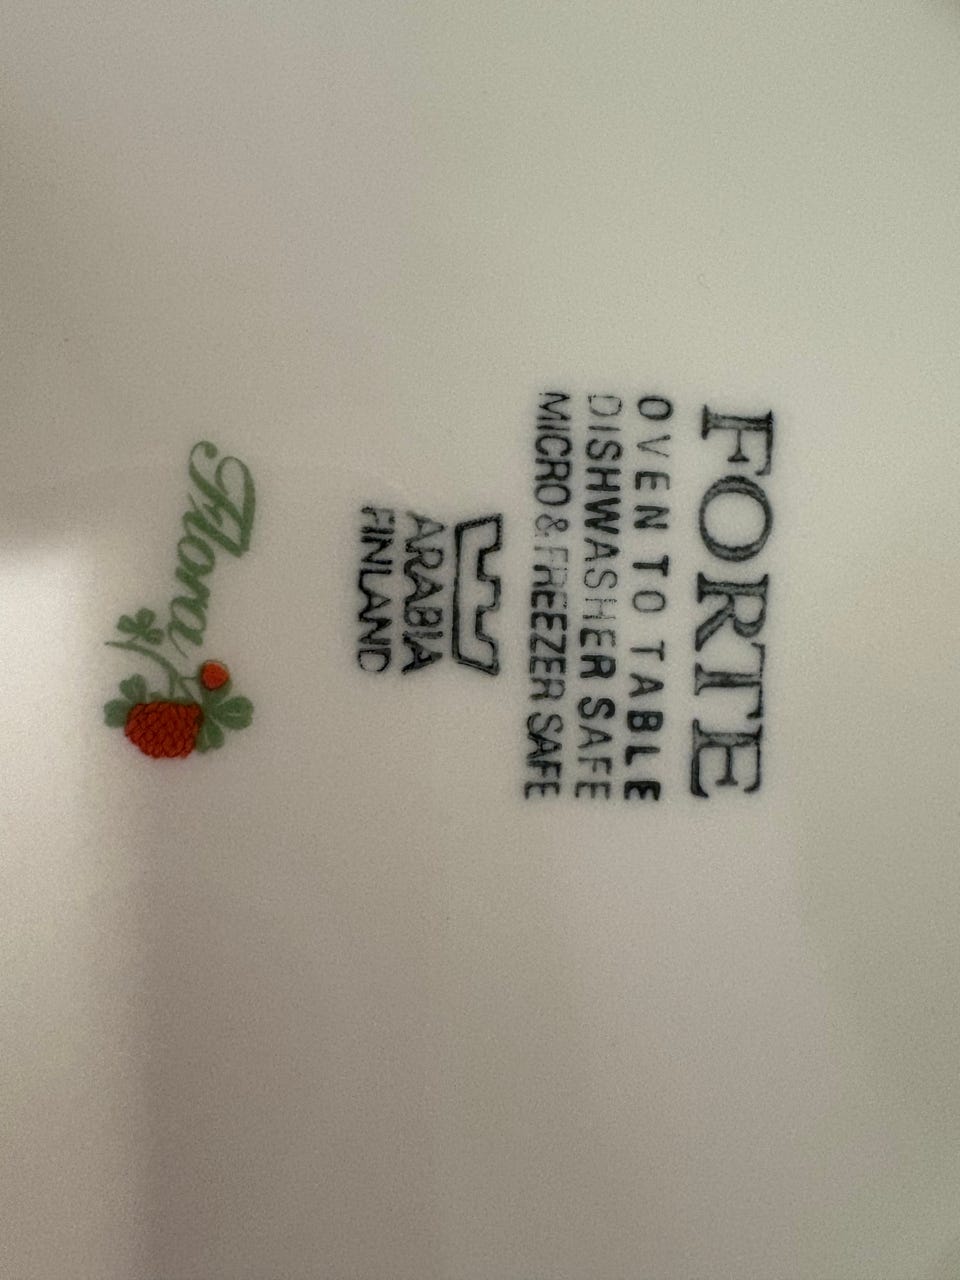 FORTE
OVEN TO TABLE
DISHWASHER SAFE
MICRO & FREEZER SAFE
ARABIA
FINLAND
Flora